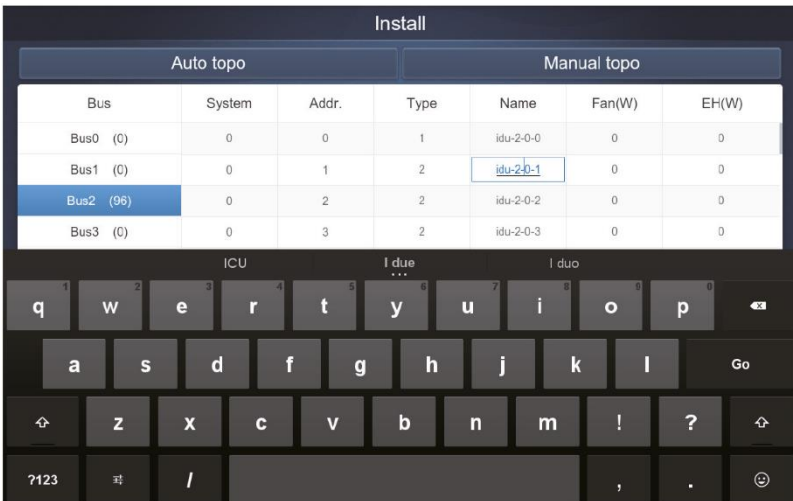 Install
Auto topo Manual topo
Bus System Addr. Type Name Fan(W) EH(W)
Bus0 (0) 0 0 1 idu-2-0-0 0 0
Bus1 (0) 0 1 2 idu-2-0-1 0 0
Bus2 (96) 0 2 2 idu-2-0-2 0 0
Bus3 (0) 0 3 2 idu-2-0-3 0 0
ICU I due I duo
1 2 3 4 5 6 7 8 9 0
q w e r t y u i o p
a s d f g h j k l Go
z x c v b n m ! ?
?123 / , .